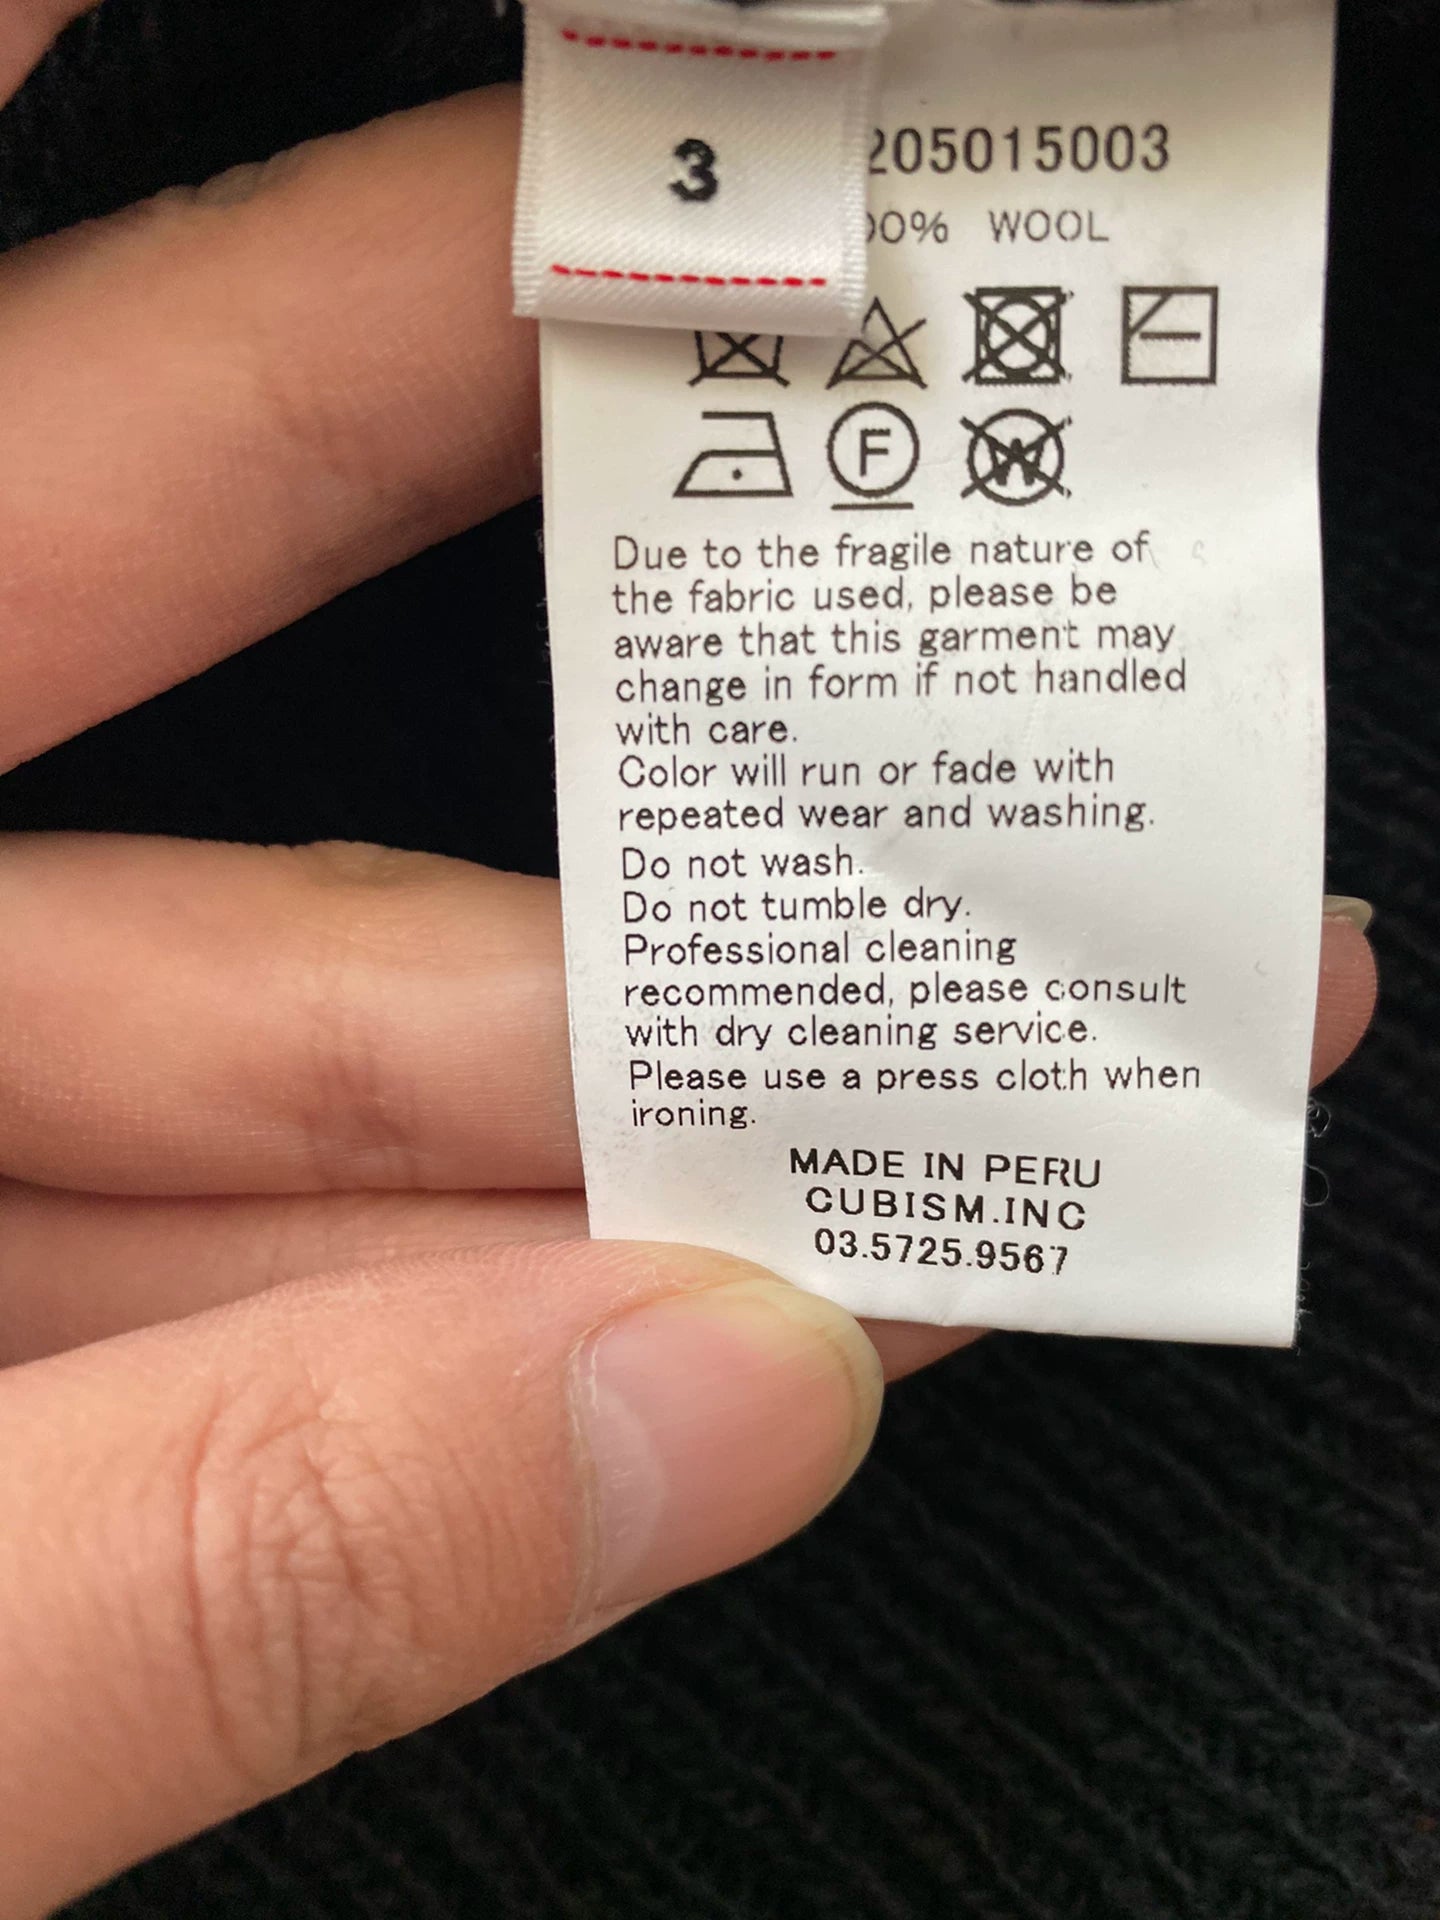 3
205015003
00% WOOL
F
W
Due to the fragile nature of
the fabric used, please be
aware that this garment may
change in form if not handled
with care.
Color will run or fade with
repeated wear and washing.
Do not wash.
Do not tumble dry.
Professional cleaning
recommended, please consult
with dry cleaning service.
Please use a press cloth when
ironing.
MADE IN PERU
CUBISM.INC
03.5725.9567